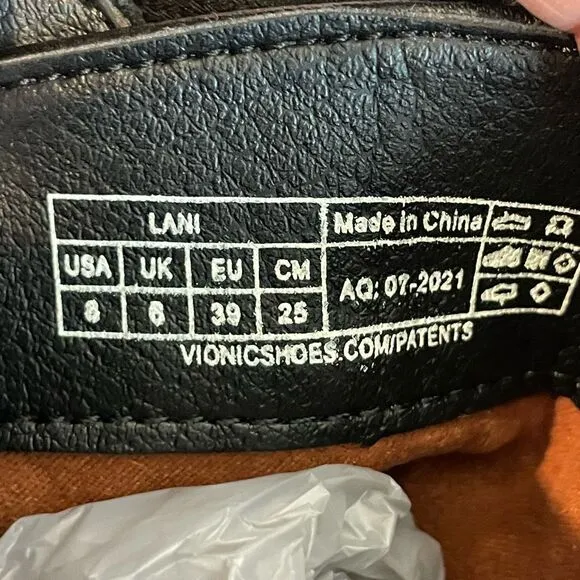 LANI Made in China
USA UK EU CM
8 6 39 25 AQ. 07-2021
VIONICSHOES.COM/PATENTS